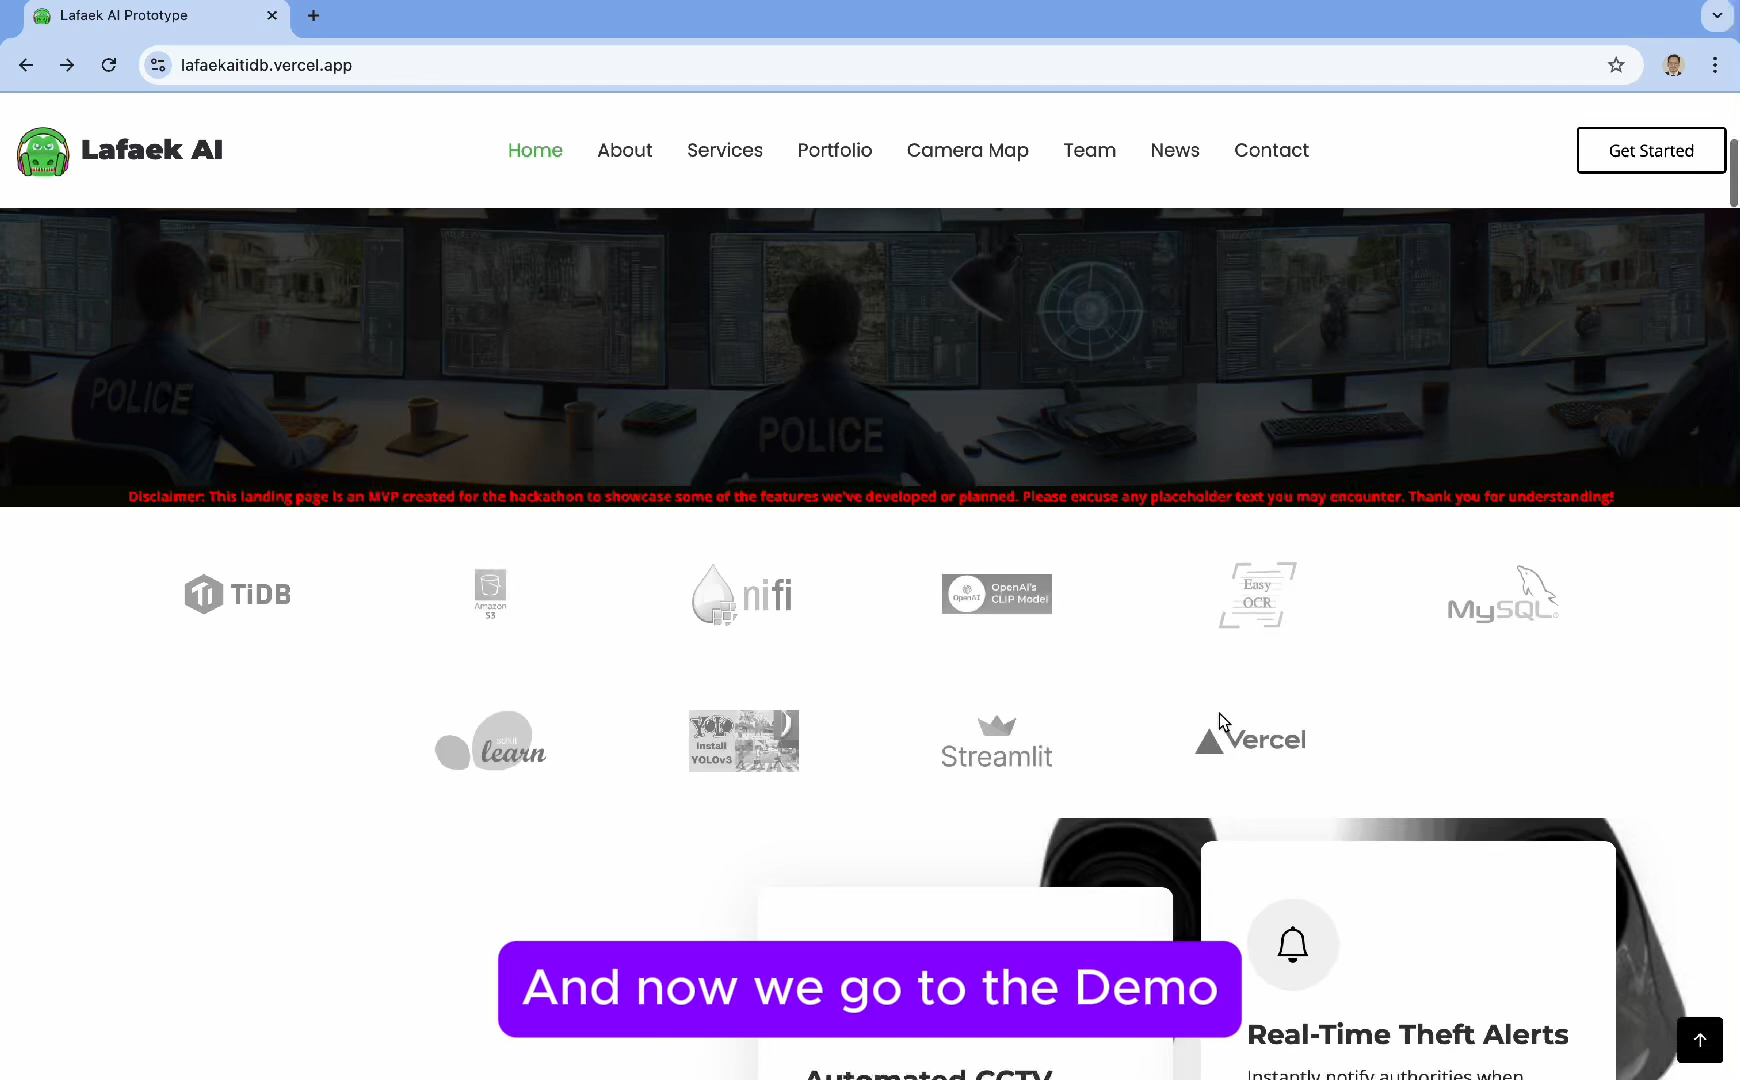 Lafaek AI Prototype
lafaekaitidb.vercel.app
Lafaek AI
Home
About
Services
Portfolio
Camera Map
Team
News
Contact
Get Started
POLICE
POLICE
Disclaimer: This landing page is an MVP created for the hackathon to showcase some of the features we've developed or planned. Please excuse any placeholder text you may encounter. Thank you for understanding!
TiDB
Amazon
S3
nifi
OpenAI
OpenAI's
CLIP Model
Easy
OCR
MySQL
learn
YOLO
Install
YOLOv3
Streamlit
Vercel
And now we go to the Demo
Real-Time Theft Alerts
Automated CCTV
Instantly notify authorities when